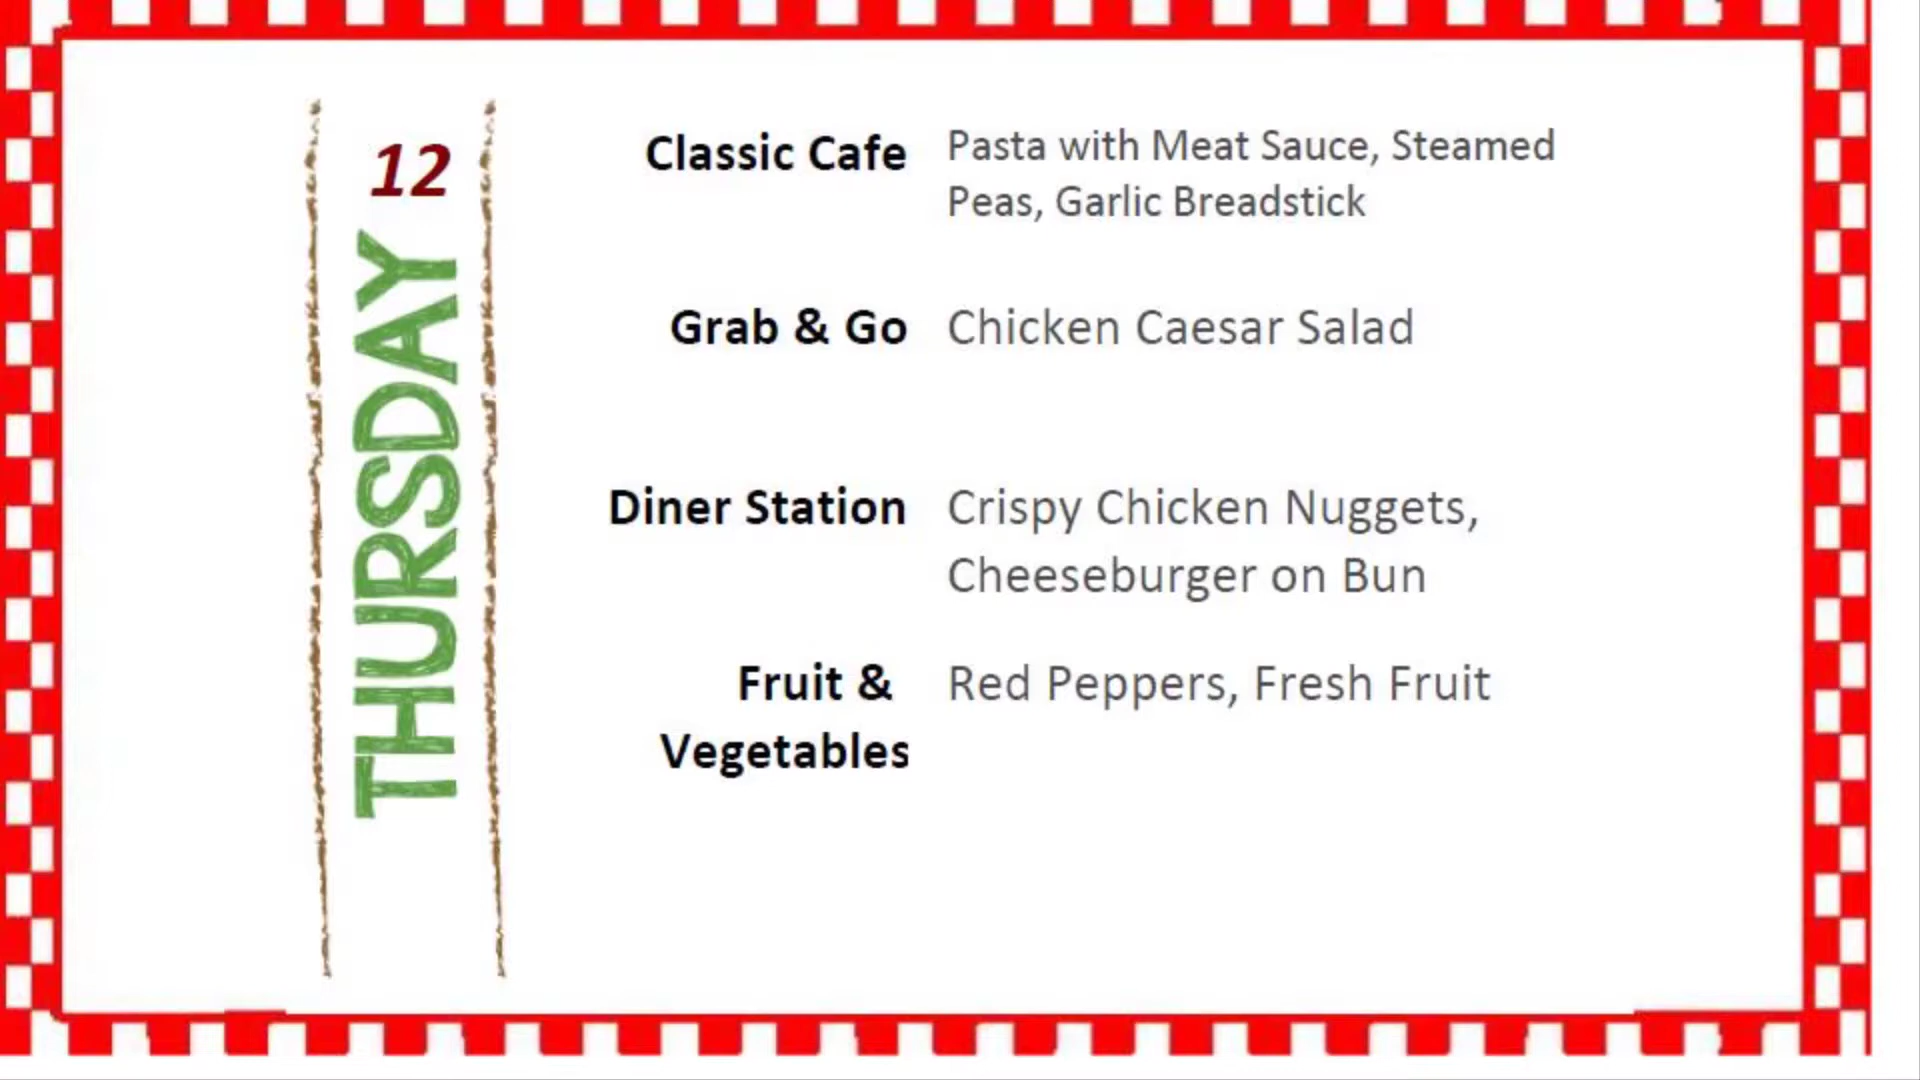 12
THURSDAY
Classic Cafe
Pasta with Meat Sauce, Steamed
Peas, Garlic Breadstick
Grab & Go
Chicken Caesar Salad
Diner Station
Crispy Chicken Nuggets,
Cheeseburger on Bun
Fruit &
Vegetables
Red Peppers, Fresh Fruit